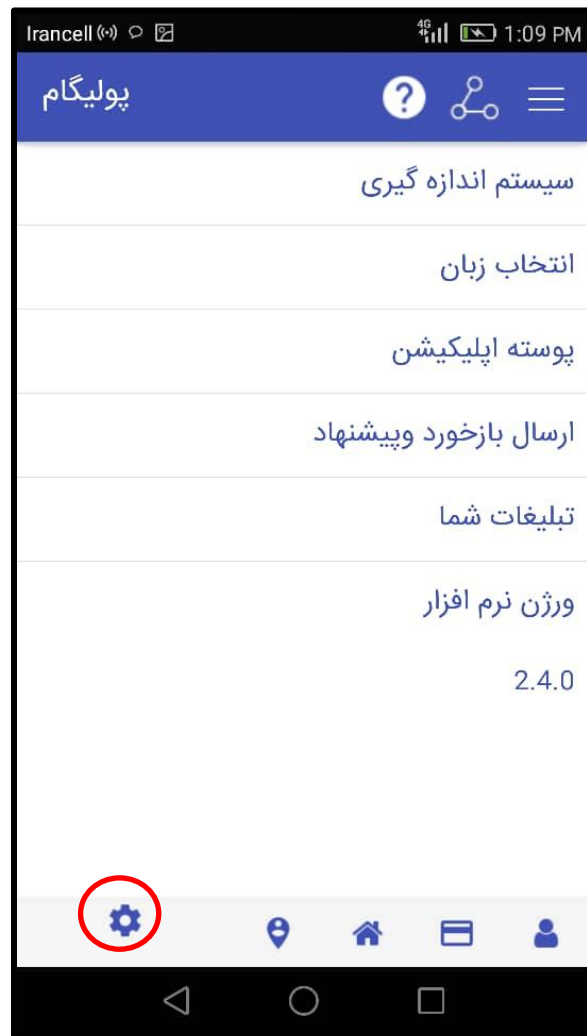 Irancell 4G 1:09 PM
پولیگام ?
سیستم اندازه گیری
انتخاب زبان
پوسته اپلیکیشن
ارسال بازخورد وپیشنهاد
تبلیغات شما
ورژن نرم افزار
2.4.0